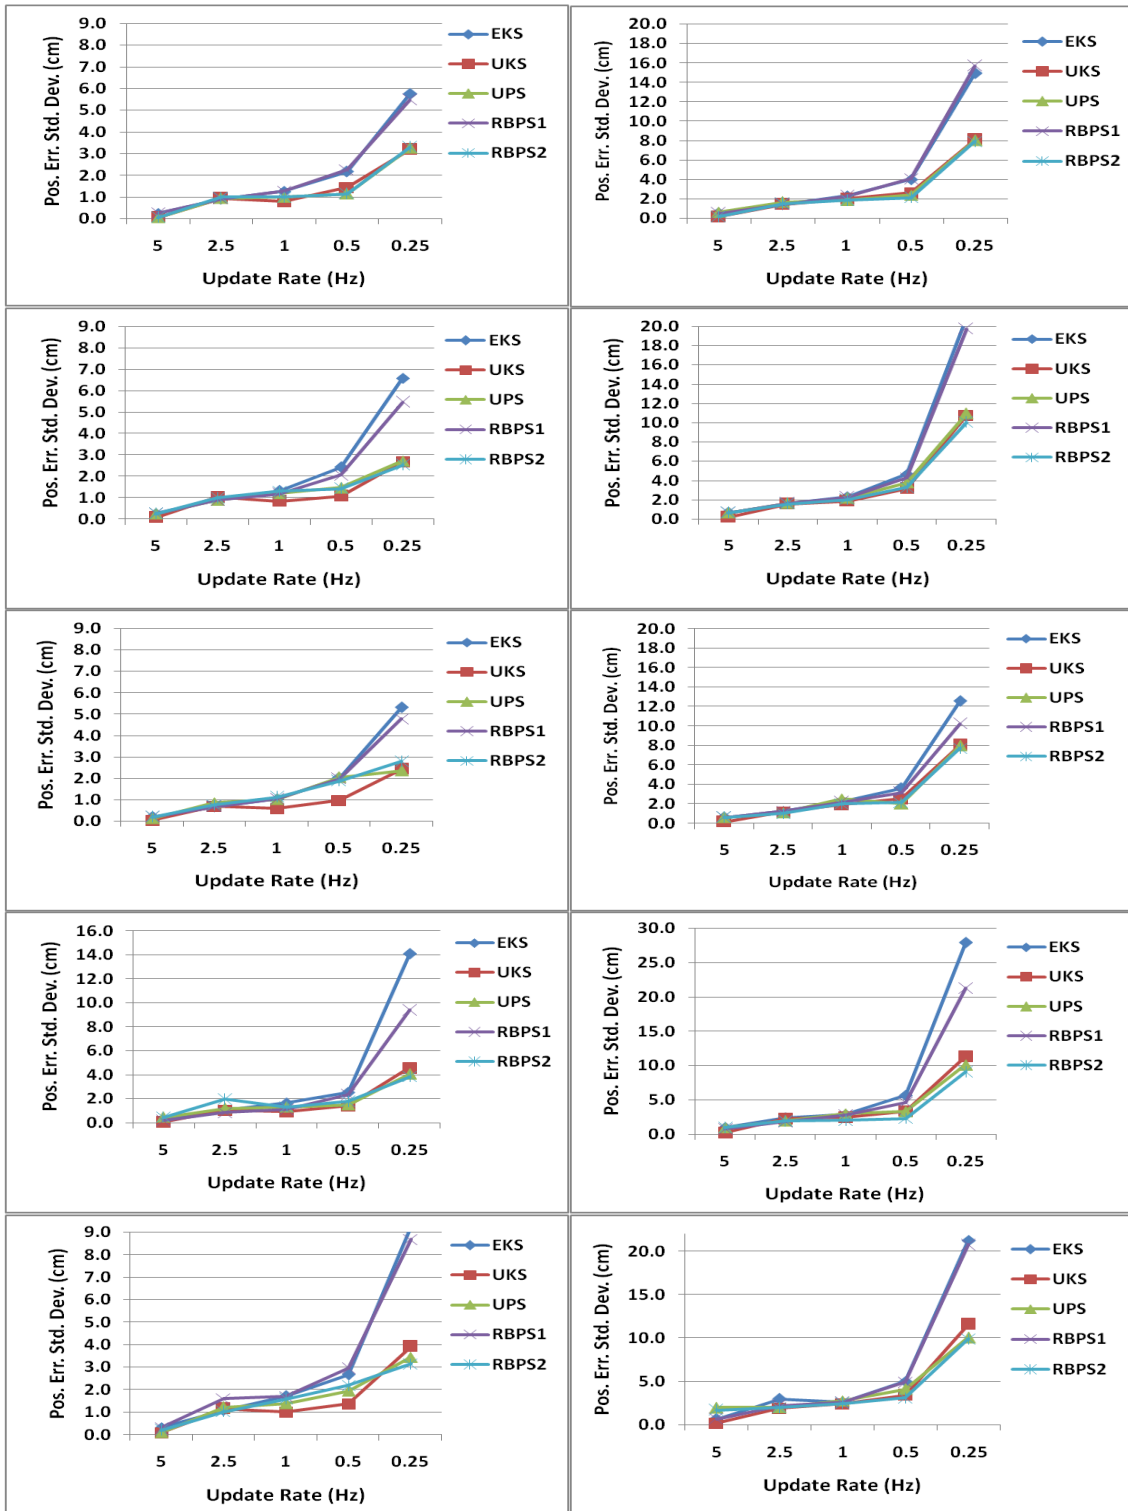 Pos. Err. Std. Dev. (cm)
9.0
8.0
7.0
6.0
5.0
4.0
3.0
2.0
1.0
0.0
5 2.5 1 0.5 0.25
Update Rate (Hz)
EKS
UKS
UPS
RBPS1
RBPS2
Pos. Err. Std. Dev. (cm)
20.0
18.0
16.0
14.0
12.0
10.0
8.0
6.0
4.0
2.0
0.0
5 2.5 1 0.5 0.25
Update Rate (Hz)
EKS
UKS
UPS
RBPS1
RBPS2
Pos. Err. Std. Dev. (cm)
9.0
8.0
7.0
6.0
5.0
4.0
3.0
2.0
1.0
0.0
5 2.5 1 0.5 0.25
Update Rate (Hz)
EKS
UKS
UPS
RBPS1
RBPS2
Pos. Err. Std. Dev. (cm)
20.0
18.0
16.0
14.0
12.0
10.0
8.0
6.0
4.0
2.0
0.0
5 2.5 1 0.5 0.25
Update Rate (Hz)
EKS
UKS
UPS
RBPS1
RBPS2
Pos. Err. Std. Dev. (cm)
9.0
8.0
7.0
6.0
5.0
4.0
3.0
2.0
1.0
0.0
5 2.5 1 0.5 0.25
Update Rate (Hz)
EKS
UKS
UPS
RBPS1
RBPS2
Pos. Err. Std. Dev. (cm)
20.0
18.0
16.0
14.0
12.0
10.0
8.0
6.0
4.0
2.0
0.0
5 2.5 1 0.5 0.25
Update Rate (Hz)
EKS
UKS
UPS
RBPS1
RBPS2
Pos. Err. Std. Dev. (cm)
16.0
14.0
12.0
10.0
8.0
6.0
4.0
2.0
0.0
5 2.5 1 0.5 0.25
Update Rate (Hz)
EKS
UKS
UPS
RBPS1
RBPS2
Pos. Err. Std. Dev. (cm)
30.0
25.0
20.0
15.0
10.0
5.0
0.0
5 2.5 1 0.5 0.25
Update Rate (Hz)
EKS
UKS
UPS
RBPS1
RBPS2
Pos. Err. Std. Dev. (cm)
9.0
8.0
7.0
6.0
5.0
4.0
3.0
2.0
1.0
0.0
5 2.5 1 0.5 0.25
Update Rate (Hz)
EKS
UKS
UPS
RBPS1
RBPS2
Pos. Err. Std. Dev. (cm)
20.0
15.0
10.0
5.0
0.0
5 2.5 1 0.5 0.25
Update Rate (Hz)
EKS
UKS
UPS
RBPS1
RBPS2